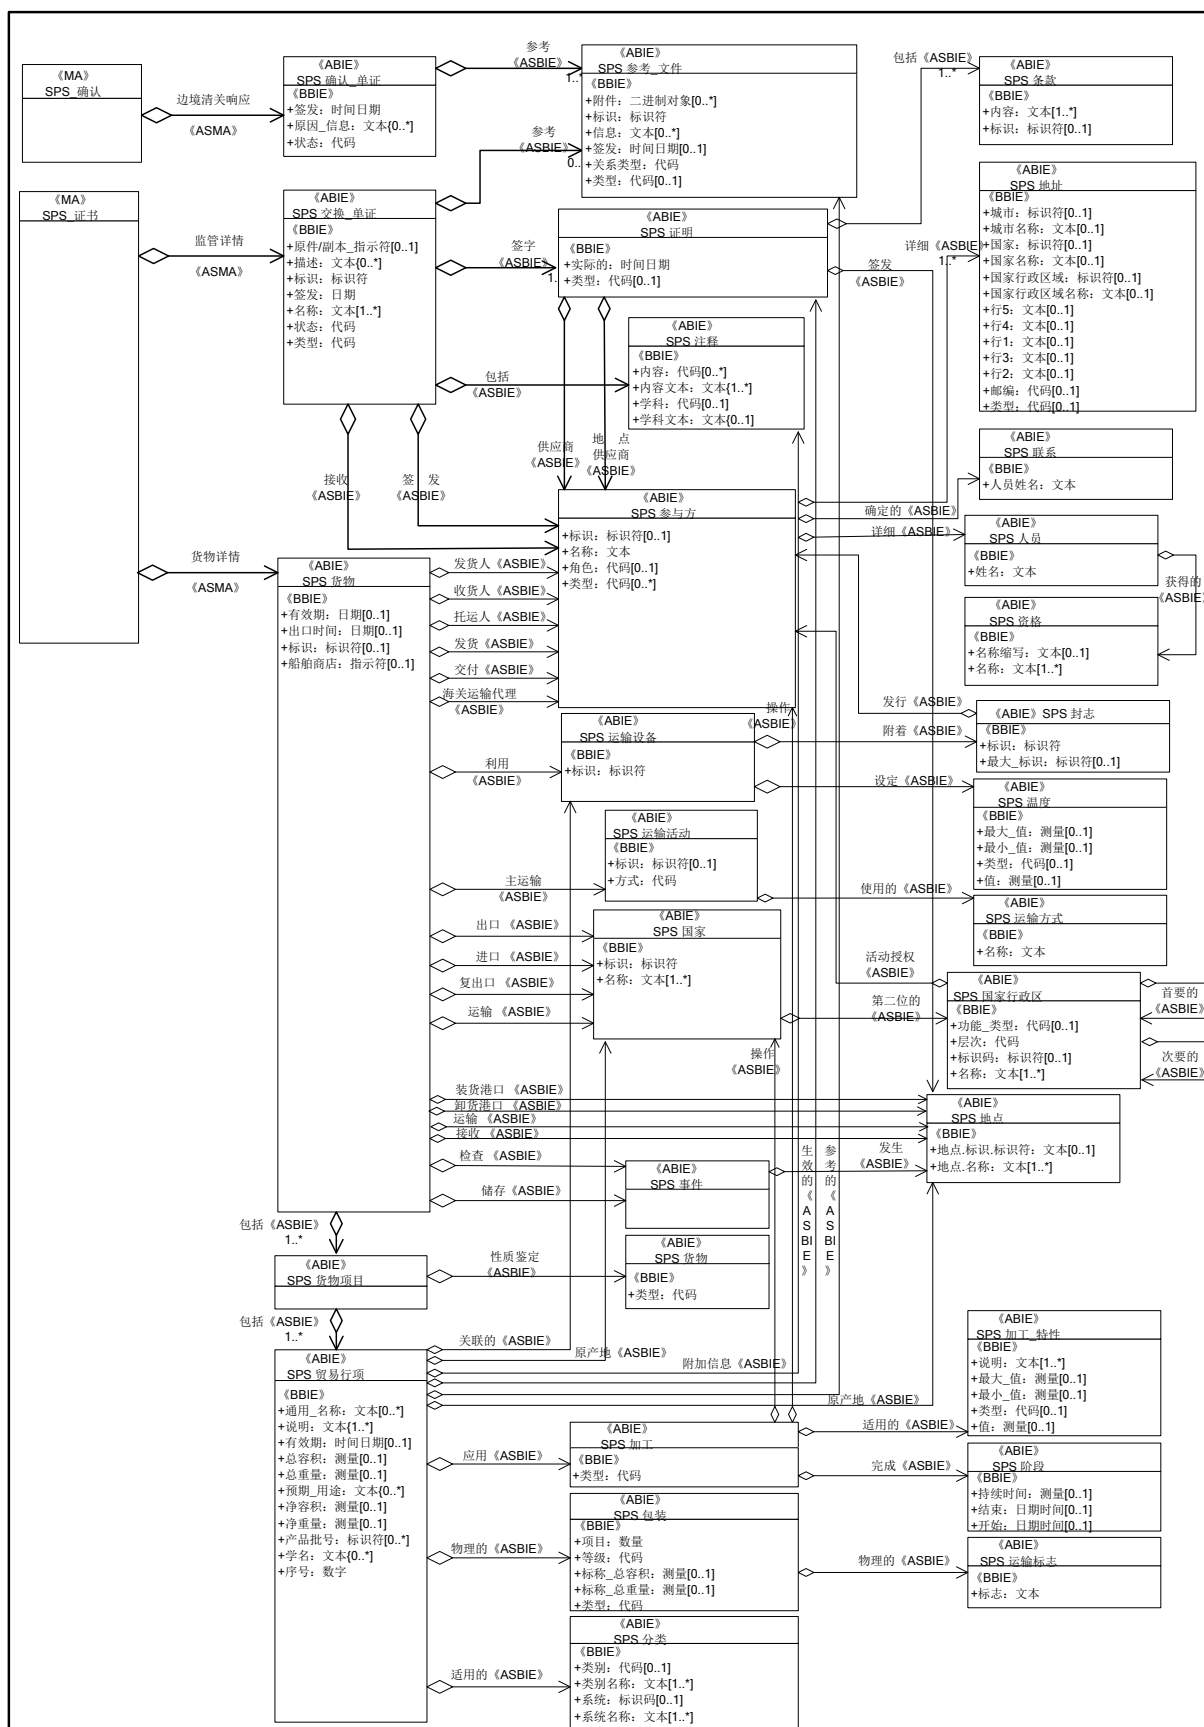 《MA》
SPS_确认
边境清关响应
《ASMA》
《ABIE》
SPS 确认_单证
《BBIE》
+签发：时间日期
+原因_信息：文本{0..*]
+状态：代码
参考
《ASBIE》
1..*
《ABIE》
SPS 参考_文件
《BBIE》
+附件：二进制对象[0..*]
+标识：标识符
+信息：文本[0..*]
+签发：时间日期[0..1]
+关系类型：代码
+类型：代码[0..1]
包括《ASBIE》
1..*
《ABIE》
SPS 条款
《BBIE》
+内容：文本[1..*]
+标识：标识符[0..1]
参考
《ASBIE》
0..
《MA》
SPS_证书
监管详情
《ASMA》
《ABIE》
SPS 交换_单证
《BBIE》
+原件/副本_指示符[0..1]
+描述：文本{0..*]
+标识：标识符
+签发：日期
+名称：文本[1..*]
+状态：代码
+类型：代码
签字
《ASBIE》
1..
《ABIE》
SPS 证明
《BBIE》
+实际的：时间日期
+类型：代码[0..1]
签发
《ASBIE》
详细《ASBIE》
1..*
《ABIE》
SPS 地址
《BBIE》
+城市：标识符[0..1]
+城市名称：文本[0..1]
+国家：标识符[0..1]
+国家名称：文本[0..1]
+国家行政区域：标识符[0..1]
+国家行政区域名称：文本[0..1]
+行5：文本[0..1]
+行4：文本[0..1]
+行1：文本[0..1]
+行3：文本[0..1]
+行2：文本[0..1]
+邮编：代码[0..1]
+类型：代码[0..1]
包括
《ASBIE》
《ABIE》
SPS 注释
《BBIE》
+内容：代码[0..*]
+内容文本：文本{1..*]
+学科：代码[0..1]
+学科文本：文本{0..1]
接收
《ASBIE》
签 发
《ASBIE》
供应商
《ASBIE》
地 点
供应商
《ASBIE》
《ABIE》
SPS 参与方
+标识：标识符[0..1]
+名称：文本
+角色：代码[0..1]
+类型：代码[0..*]
《ABIE》
SPS 联系
《BBIE》
+人员姓名：文本
确定的《ASBIE》
详细《ASBIE》
《ABIE》
SPS 人员
《BBIE》
+姓名：文本
获得的
《ASBIE》
《ABIE》
SPS 资格
《BBIE》
+名称缩写：文本[0..1]
+名称：文本[1..*]
货物详情
《ASMA》
《ABIE》
SPS 货物
《BBIE》
+有效期：日期[0..1]
+出口时间：日期[0..1]
+标识：标识符[0..1]
+船舶商店：指示符[0..1]
发货人《ASBIE》
收货人《ASBIE》
托运人《ASBIE》
发货《ASBIE》
交付《ASBIE》
海关运输代理
《ASBIE》
操作
《ASBIE》
发行《ASBIE》
附着《ASBIE》
《ABIE》SPS 封志
《BBIE》
+标识：标识符
+最大_标识：标识符[0..1]
利用
《ASBIE》
《ABIE》
SPS 运输设备
《BBIE》
+标识：标识符
设定《ASBIE》
《ABIE》
SPS 温度
《BBIE》
+最大_值：测量[0..1]
+最小_值：测量[0..1]
+类型：代码[0..1]
+值：测量[0..1]
主运输
《ASBIE》
《ABIE》
SPS 运输活动
《BBIE》
+标识：标识符[0..1]
+方式：代码
使用的《ASBIE》
《ABIE》
SPS 运输方式
《BBIE》
+名称：文本
出口 《ASBIE》
进口 《ASBIE》
复出口 《ASBIE》
运输 《ASBIE》
《ABIE》
SPS 国家
《BBIE》
+标识：标识符
+名称：文本[1..*]
活动授权
《ASBIE》
第二位的
《ASBIE》
《ABIE》
SPS 国家行政区
《BBIE》
+功能_类型：代码[0..1]
+层次：代码
+标识码：标识符[0..1]
+名称：文本[1..*]
首要的
《ASBIE》
次要的
《ASBIE》
操作
《ASBIE》
装货港口 《ASBIE》
卸货港口 《ASBIE》
运输 《ASBIE》
接收 《ASBIE》
《ABIE》
SPS 地点
《BBIE》
+地点.标识.标识符：文本[0..1]
+地点.名称：文本[1..*]
检查 《ASBIE》
储存《ASBIE》
《ABIE》
SPS 事件
发生
《ASBIE》
生效的《ASBIE》
参考的《ASBIE》
包括《ASBIE》
1..*
《ABIE》
SPS 货物项目
性质鉴定
《ASBIE》
《ABIE》
SPS 货物
《BBIE》
+类型：代码
包括《ASBIE》
1..*
《ABIE》
SPS 贸易行项
《BBIE》
+通用_名称：文本[0..*]
+说明：文本{1..*]
+有效期：时间日期[0..1]
+总容积：测量[0..1]
+总重量：测量[0..1]
+预期_用途：文本{0..*]
+净容积：测量[0..1]
+净重量：测量[0..1]
+产品批号：标识符[0..*]
+学名：文本{0..*]
+序号：数字
关联的《ASBIE》
原产地《ASBIE》
附加信息《ASBIE》
原产地《ASBIE》
《ABIE》
SPS 加工_特性
《BBIE》
+说明：文本[1..*]
+最大_值：测量[0..1]
+最小_值：测量[0..1]
+类型：代码[0..1]
+值：测量[0..1]
应用《ASBIE》
《ABIE》
SPS 加工
《BBIE》
+类型：代码
适用的《ASBIE》
完成《ASBIE》
《ABIE》
SPS 阶段
《BBIE》
+持续时间：测量[0..1]
+结束：日期时间[0..1]
+开始：日期时间[0..1]
物理的《ASBIE》
《ABIE》
SPS 包装
《BBIE》
+项目：数量
+等级：代码
+标称_总容积：测量[0..1]
+标称_总重量：测量[0..1]
+类型：代码
物理的《ASBIE》
《ABIE》
SPS 运输标志
《BBIE》
+标志：文本
适用的《ASBIE》
《ABIE》
SPS 分类
《BBIE》
+类别：代码[0..1]
+类别名称：文本[1..*]
+系统：标识码[0..1]
+系统名称：文本[1..*]